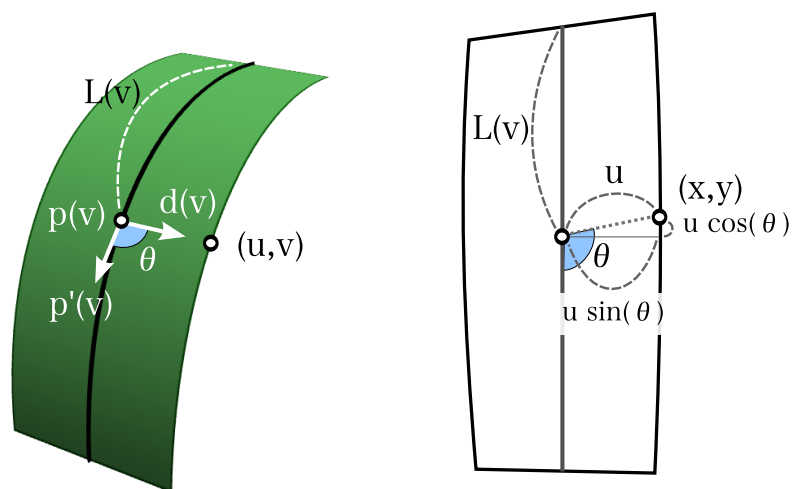 L(v)
p(v)
d(v)
(u,v)
θ
p'(v)
L(v)
u
(x,y)
u cos(θ)
θ
u sin(θ)